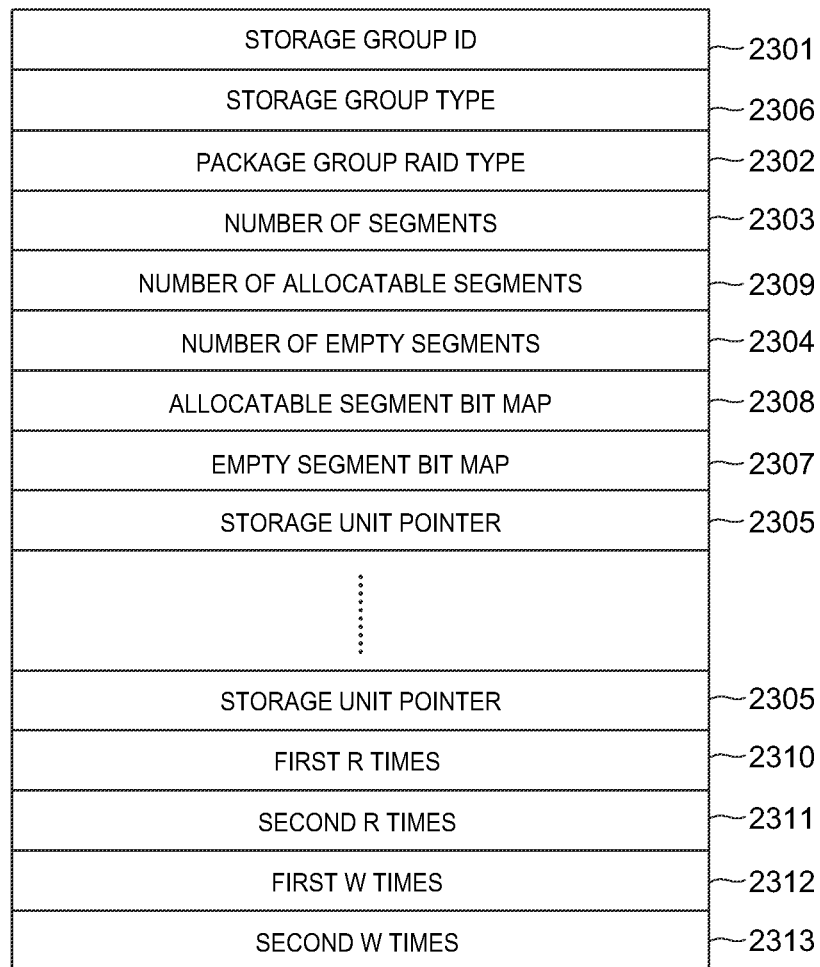 STORAGE GROUP ID 2301
STORAGE GROUP TYPE 2306
PACKAGE GROUP RAID TYPE 2302
NUMBER OF SEGMENTS 2303
NUMBER OF ALLOCATABLE SEGMENTS 2309
NUMBER OF EMPTY SEGMENTS 2304
ALLOCATABLE SEGMENT BIT MAP 2308
EMPTY SEGMENT BIT MAP 2307
STORAGE UNIT POINTER 2305
STORAGE UNIT POINTER 2305
FIRST R TIMES 2310
SECOND R TIMES 2311
FIRST W TIMES 2312
SECOND W TIMES 2313